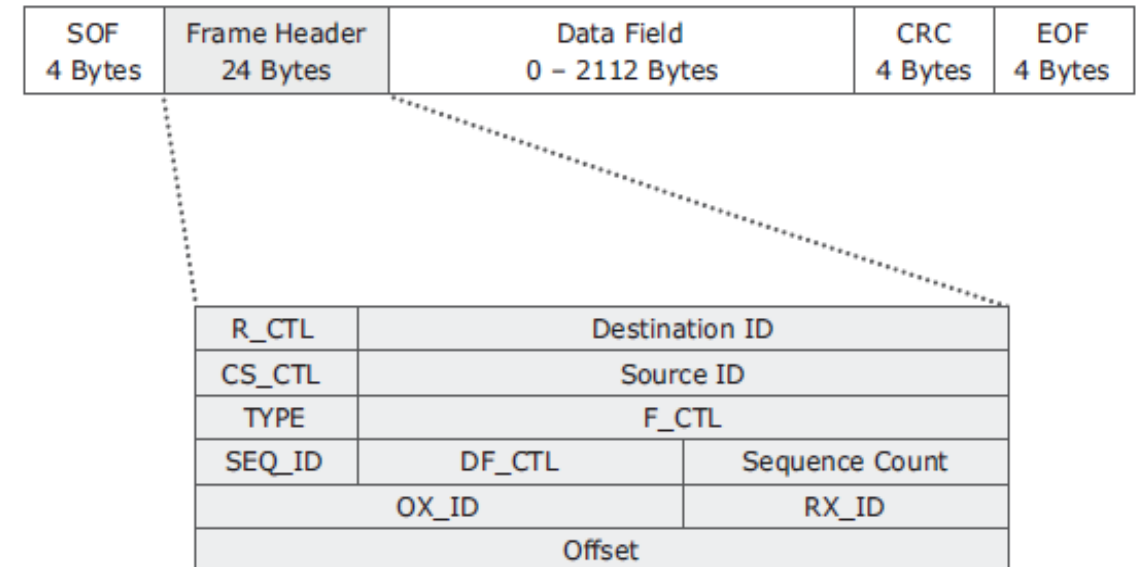 SOF Frame Header Data Field CRC EOF
4 Bytes 24 Bytes 0 – 2112 Bytes 4 Bytes 4 Bytes
R_CTL Destination ID
CS_CTL Source ID
TYPE F_CTL
SEQ_ID DF_CTL Sequence Count
OX_ID RX_ID
Offset